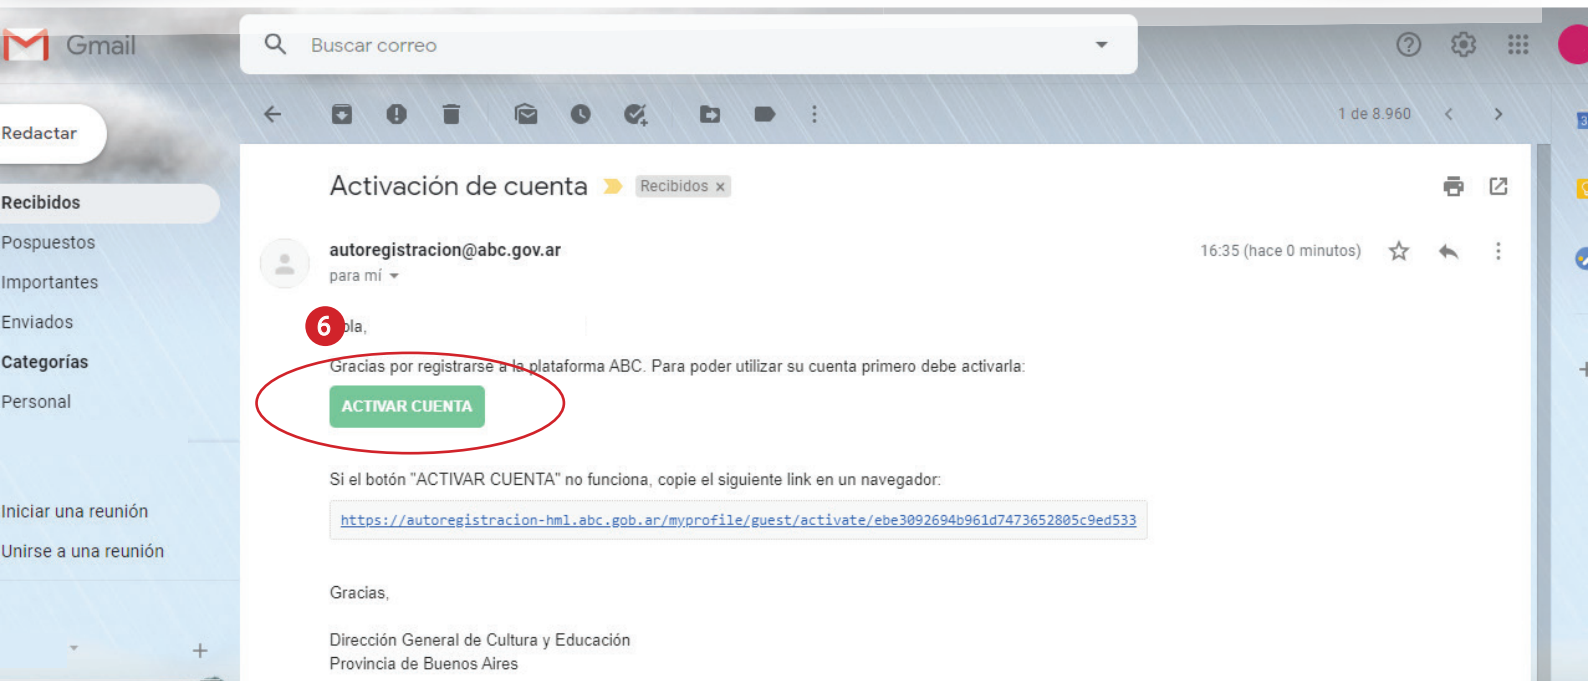 Gmail
Buscar correo
Redactar
1 de 8.960
Recibidos
Pospuestos
Importantes
Enviados
Categorías
Personal
Iniciar una reunión
Unirse a una reunión
Activación de cuenta Recibidos x
autoregistracion@abc.gov.ar 16:35 (hace 0 minutos)
para mí
6
ola,
Gracias por registrarse a la plataforma ABC. Para poder utilizar su cuenta primero debe activarla:
ACTIVAR CUENTA
Si el botón "ACTIVAR CUENTA" no funciona, copie el siguiente link en un navegador:
https://autoregistracion-hml.abc.gob.ar/myprofile/guest/activate/ebe3092694b961d7473652805c9ed533
Gracias,
Dirección General de Cultura y Educación
Provincia de Buenos Aires